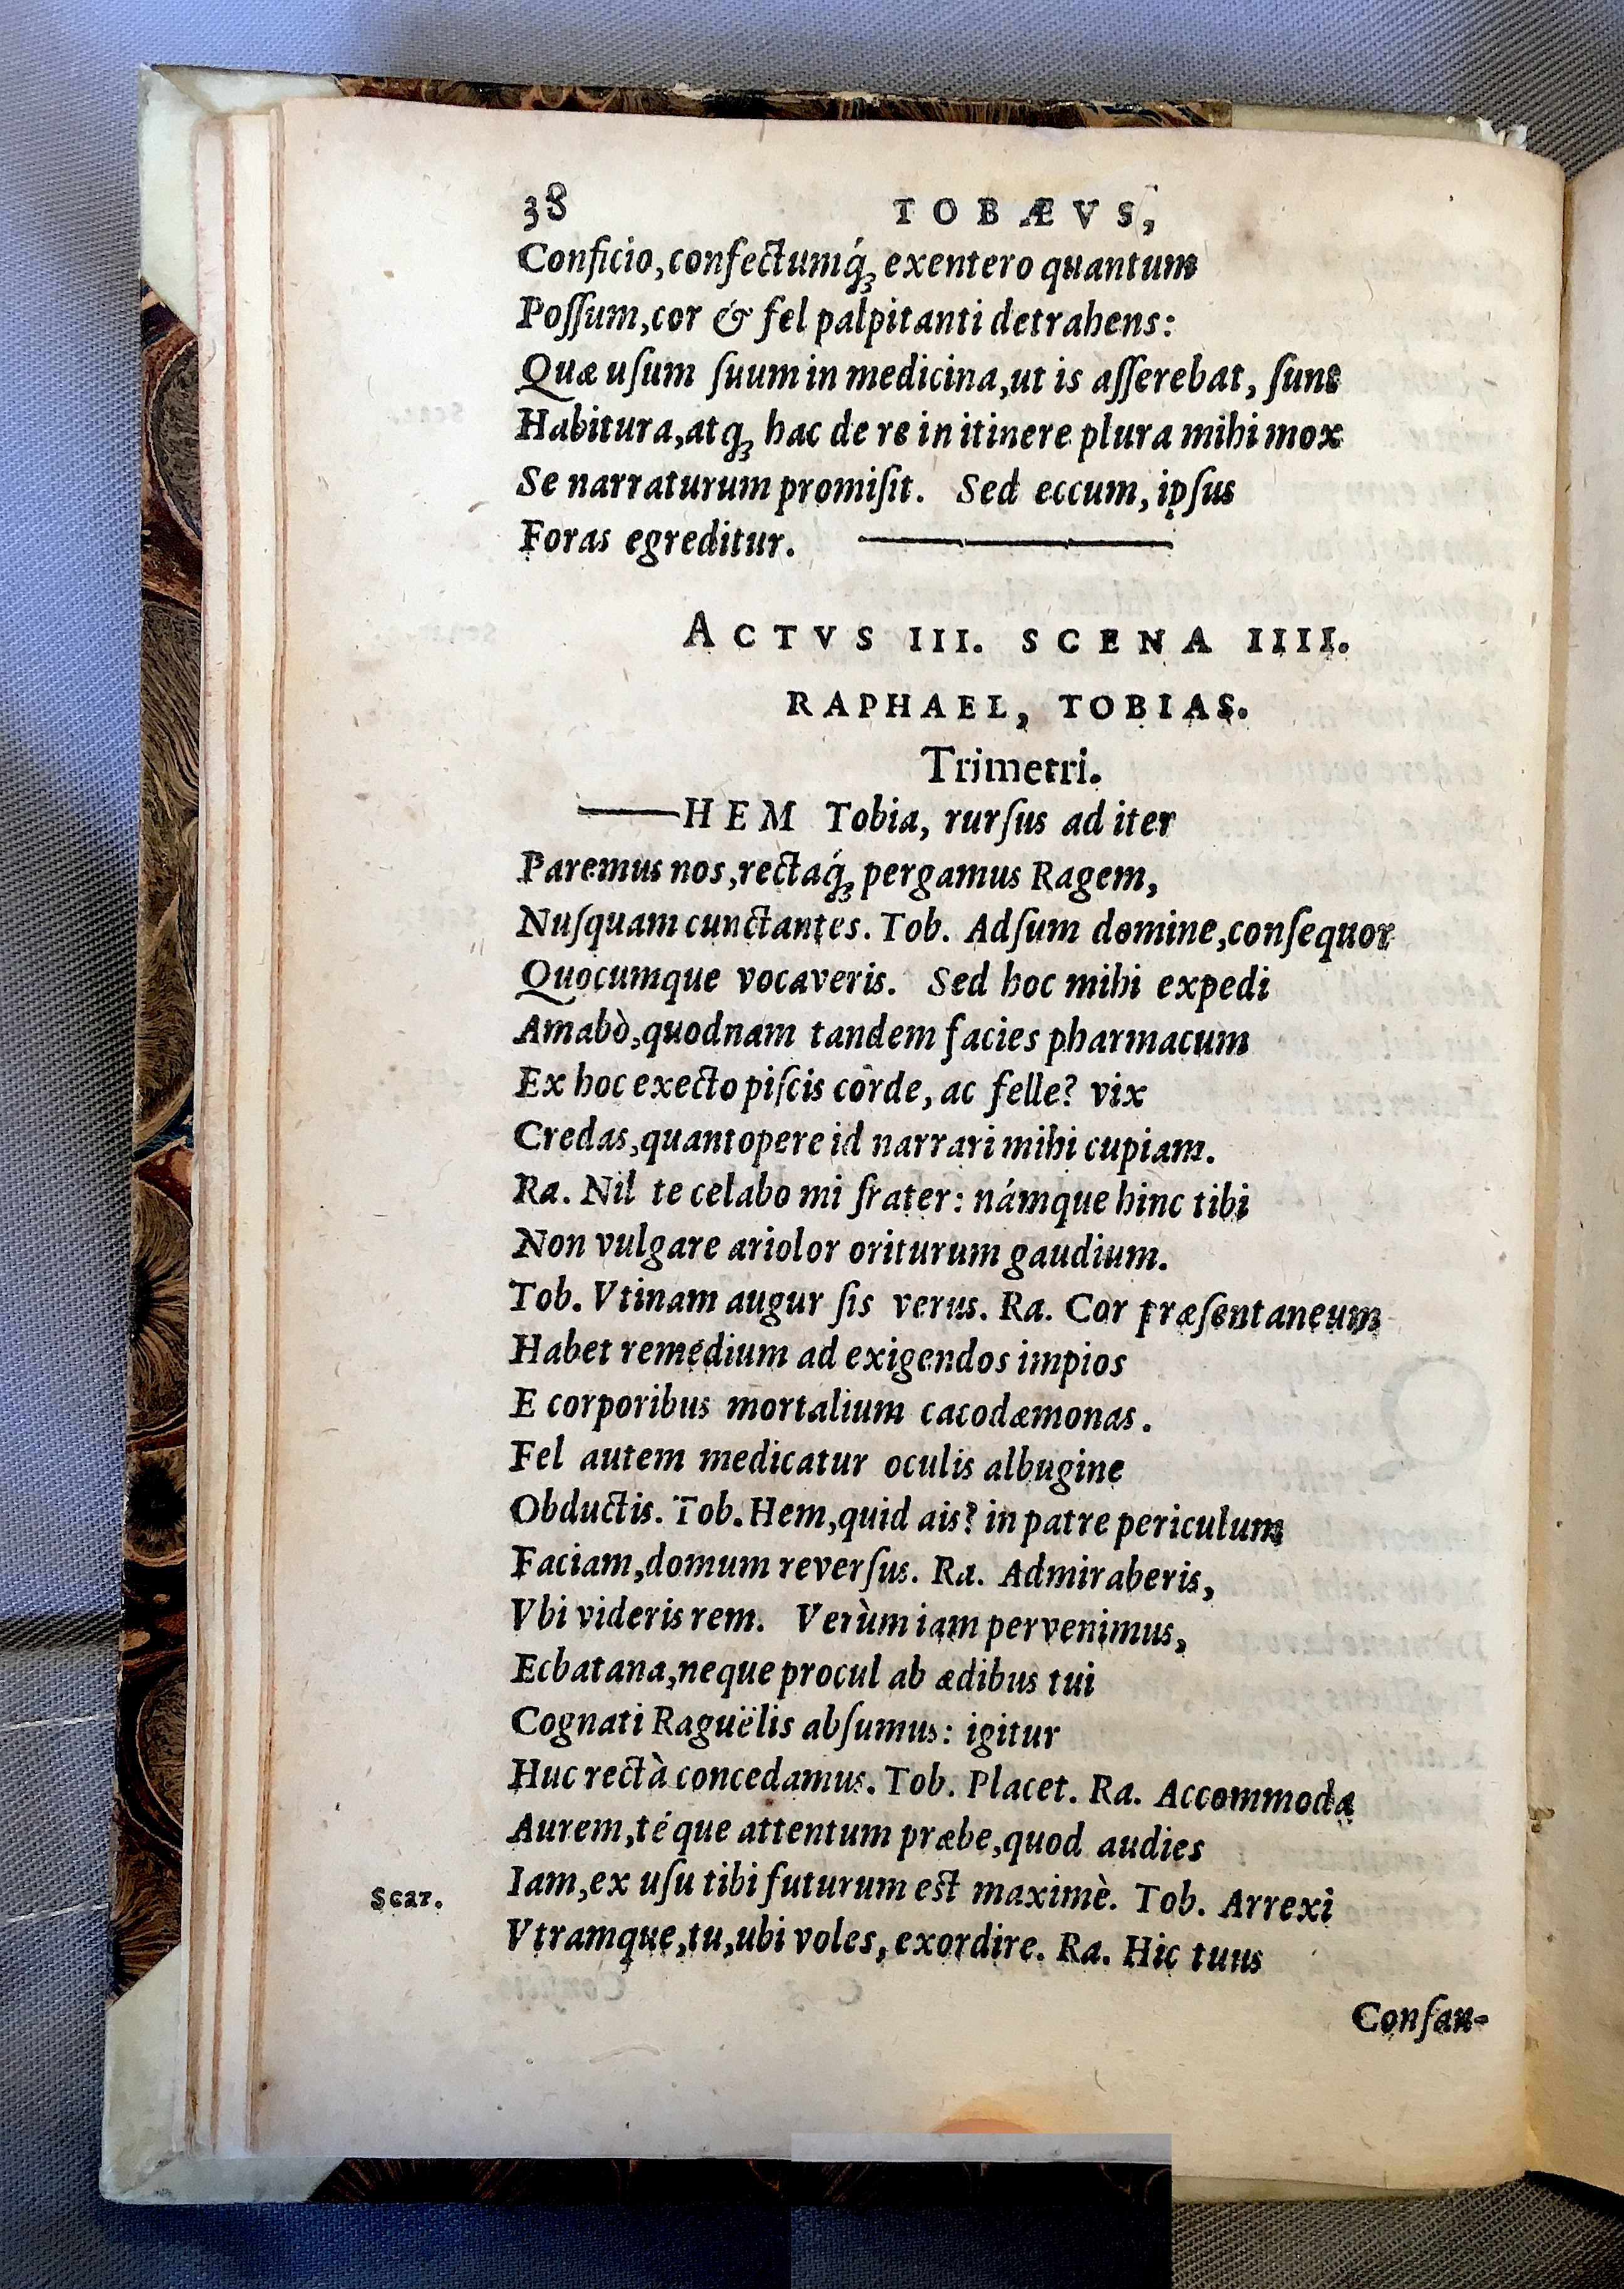 38 TOBÆVS,
Conficio, confectumq́ꝫ exentero quantum
Poſſum, cor & fel palpitanti detrahens:
Quæ uſum ſuum in medicina, ut is aſſerebat, ſunt
Habitura, atqꝫ hac de re in itinere plura mihi mox
Se narraturum promiſit. Sed eccum, ipſus
Foras egreditur. ———
ACTVS III. SCENA IIII.
RAPHAEL, TOBIAS.
Trimetri.
——HEM Tobia, rurſus ad iter
Paremus nos, rectaq́ꝫ pergamus Ragem,
Nuſquam cunctantes. Tob. Adſum domine, conſequor
Quocumque vocaveris. Sed hoc mihi expedi
Amabò, quodnam tandem facies pharmacum
Ex hoc execto piſcis corde, ac felle? vix
Credas, quantopere id narrari mihi cupiam.
Ra. Nil te celabo mi frater: námque hinc tibi
Non vulgare ariolor oriturum gaudium.
Tob. Vtinam augur ſis verus. Ra. Cor præſentaneum
Habet remedium ad exigendos impios
E corporibus mortalium cacodæmonas.
Fel autem medicatur oculis albugine
Obductis. Tob. Hem, quid ais? in patre periculum
Faciam, domum reverſus. Ra. Admiraberis,
Vbi videris rem. Verùm iam pervenimus,
Ecbatana, neque procul ab ædibus tui
Cognati Raguëlis abſumus: igitur
Huc rectà concedamus. Tob. Placet. Ra. Accommoda
Aurem, téque attentum præbe, quod audies
Iam, ex uſu tibi futurum est maximè. Tob. Arrexi
Scar.
Vtramque, tu, ubi voles, exordire. Ra. Hic tuus
Conſan-